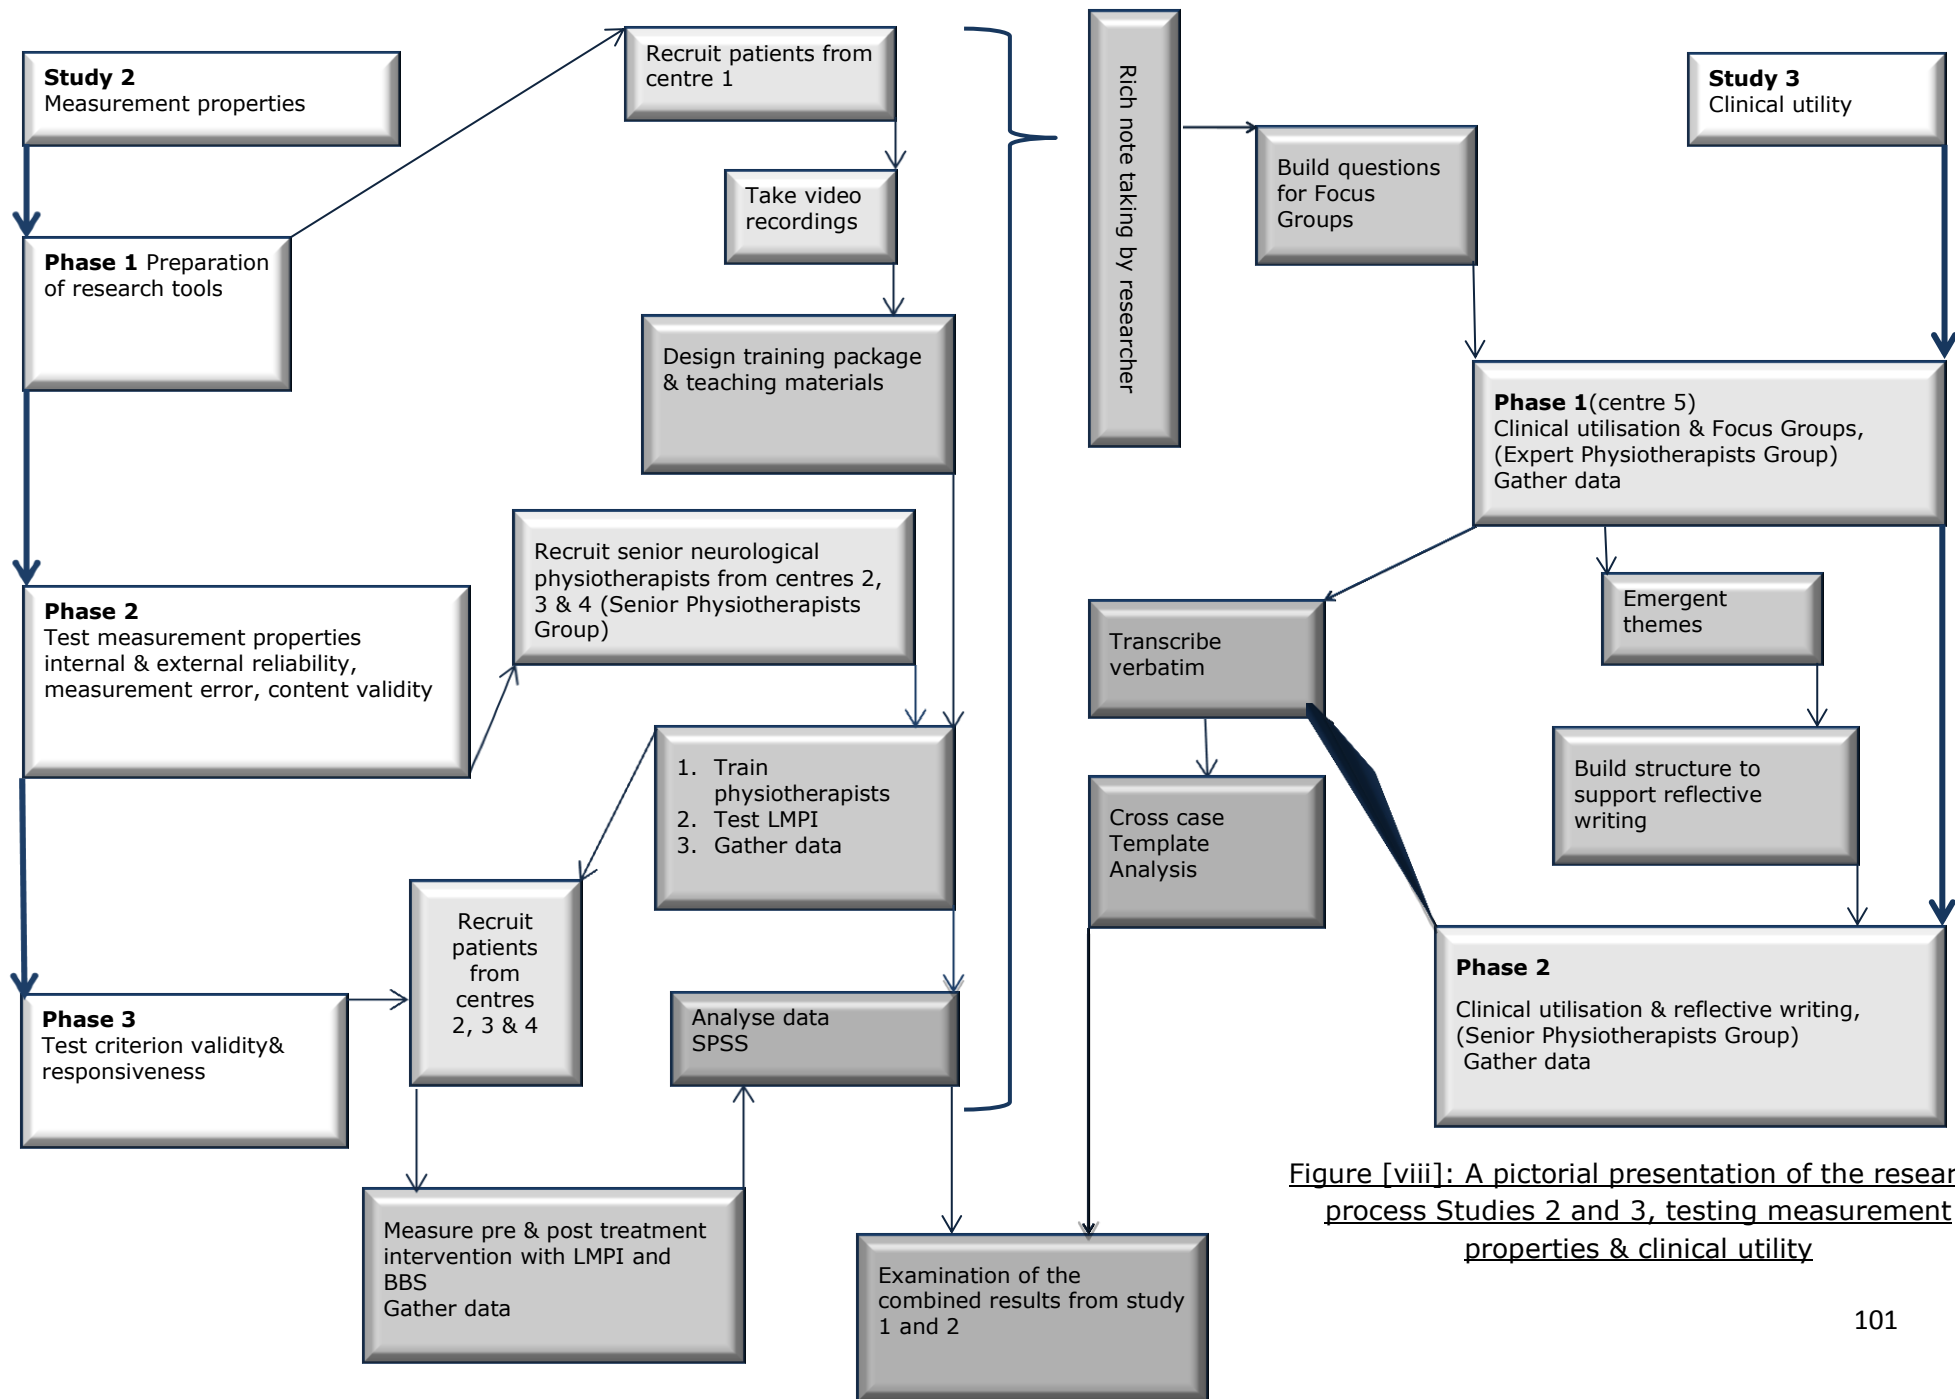 Study 2
Measurement properties
Phase 1 Preparation
of research tools
Phase 2
Test measurement properties
internal & external reliability,
measurement error, content validity
Phase 3
Test criterion validity&
responsiveness
Recruit patients from
centre 1
Take video
recordings
Design training package
& teaching materials
Recruit senior neurological
physiotherapists from centres 2,
3 & 4 (Senior Physiotherapists
Group)
1. Train
physiotherapists
2. Test LMPI
3. Gather data
Recruit
patients
from
centres
2, 3 & 4
Analyse data
SPSS
Measure pre & post treatment
intervention with LMPI and
BBS
Gather data
Examination of the
combined results from study
1 and 2
Rich note taking by researcher
Build questions
for Focus
Groups
Study 3
Clinical utility
Phase 1(centre 5)
Clinical utilisation & Focus Groups,
(Expert Physiotherapists Group)
Gather data
Transcribe
verbatim
Emergent
themes
Cross case
Template
Analysis
Build structure to
support reflective
writing
Phase 2
Clinical utilisation & reflective writing,
(Senior Physiotherapists Group)
Gather data
Figure [viii]: A pictorial presentation of the resear
process Studies 2 and 3, testing measurement
properties & clinical utility
101